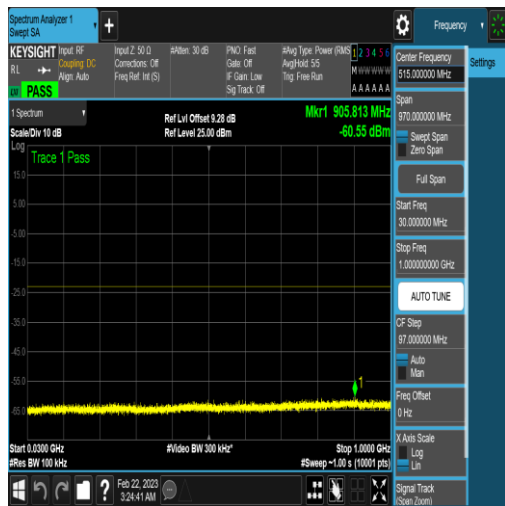 Spectrum Analyzer 1
Swept SA
Frequency
KEYSIGHT
RL
Input: RF
Coupling: DC
Align: Auto
Input Z: 50 Ω
Corrections: Off
Freq Ref: Int (S)
#Atten: 30 dB
PNO: Fast
Gate: Off
IF Gain: Low
Sig Track: Off
#Avg Type: Power (RMS
Avg|Hold: 5/5
Trig: Free Run
1 2 3 4 5 6
M W W W W W
A A A A A A
PASS
1 Spectrum
Scale/Div 10 dB
Ref Lvl Offset 9.28 dB
Ref Level 25.00 dBm
Mkr1 905.813 MHz
-60.55 dBm
Log
Trace 1 Pass
15.0
5.00
-5.00
-15.0
-25.0
-35.0
-45.0
-55.0
-65.0
1
Start 0.0300 GHz
#Res BW 100 kHz
#Video BW 300 kHz*
Stop 1.0000 GHz
#Sweep ~1.00 s (10001 pts)
Feb 22, 2023
3:24:41 AM
Center Frequency
515.000000 MHz
Settings
Span
970.000000 MHz
Swept Span
Zero Span
Full Span
Start Freq
30.000000 MHz
Stop Freq
1.000000000 GHz
AUTO TUNE
CF Step
97.000000 MHz
Auto
Man
Freq Offset
0 Hz
X Axis Scale
Log
Lin
Signal Track
(Span Zoom)